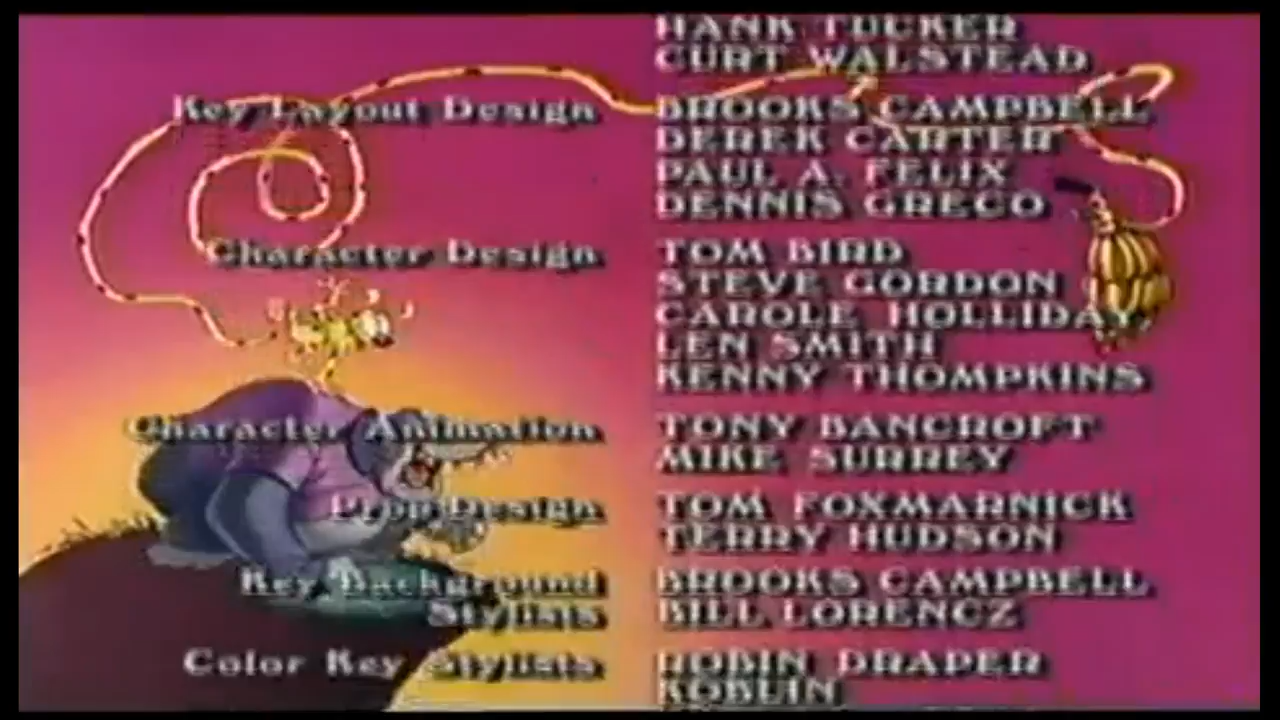 HANK TUCKER
CURT WALSTEAD
Key Layout Design BROOKS CAMPBELL
DEREK CARTER
PAUL A. FELIX
DENNIS GRECO
Character Design TOM BIRD
STEVE GORDON
CAROLE HOLLIDAY
LEN SMITH
KENNY THOMPKINS
Character Animation TONY BANCROFT
MIKE SURREY
Prop Design TOM FOXMARNICK
TERRY HUDSON
Key Background BROOKS CAMPBELL
Stylists BILL LORENCZ
Color Key Stylists ROBIN DRAPER